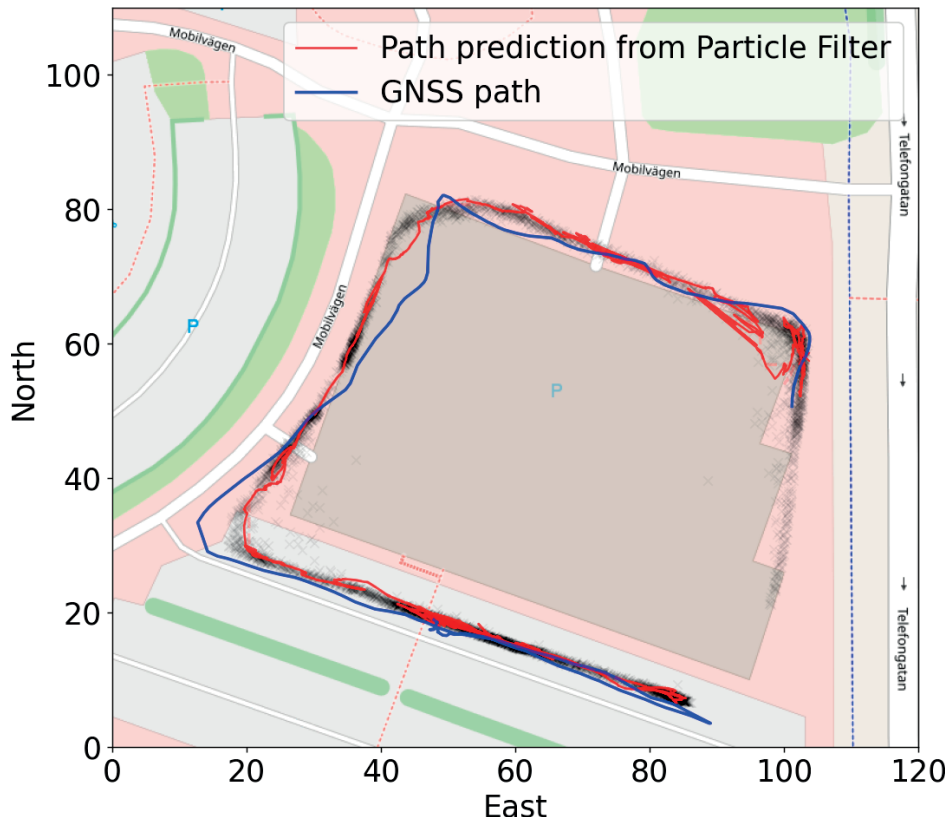 Path prediction from Particle Filter
GNSS path
Mobilvägen
Mobilvägen
Mobilvägen
Telefongatan
Telefongatan
P
P
North
100
80
60
40
20
0
0 20 40 60 80 100 120
East